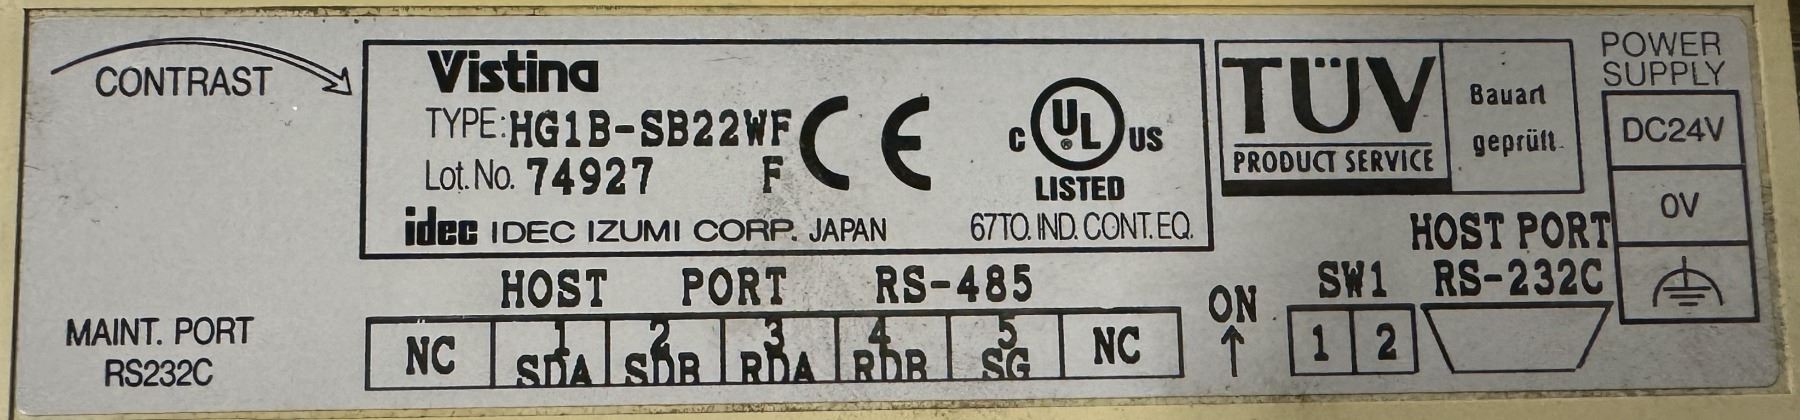 CONTRAST
Vistina
TYPE: HG1B-SB22WF
Lot. No. 74927 F
idec IDEC IZUMI CORP. JAPAN
CE
C UL US
LISTED
67TO. IND. CONT. EQ.
TÜV
PRODUCT SERVICE
Bauart
geprüft
POWER
SUPPLY
DC24V
0V
HOST PORT RS-485
NC 1 SDA 2 SDB 3 RDA 4 RDB 5 SG NC
ON
SW1
1 2
HOST PORT
RS-232C
MAINT. PORT
RS232C